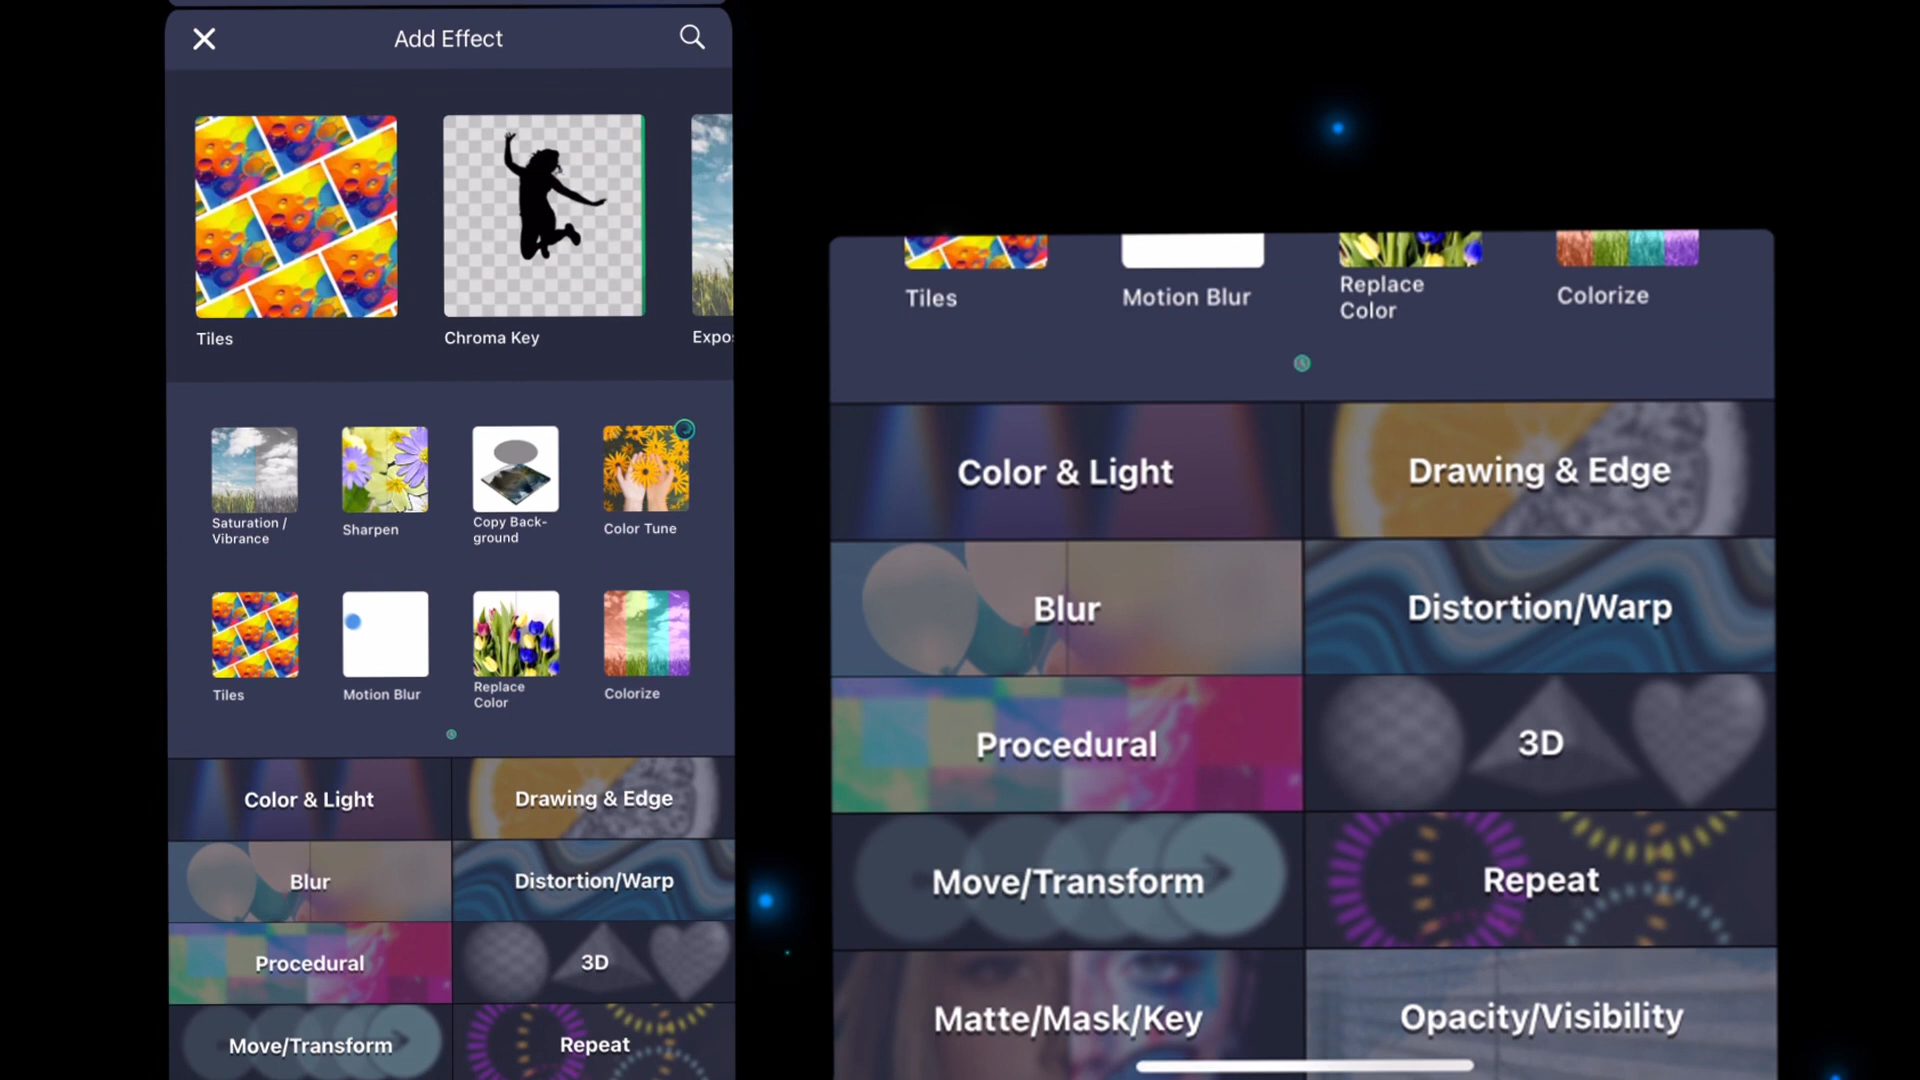 Add Effect
Tiles
Chroma Key
Expo
Saturation /
Vibrance
Sharpen
Copy Back-
ground
Color Tune
Tiles
Motion Blur
Replace
Color
Colorize
Color & Light
Drawing & Edge
Blur
Distortion/Warp
Procedural
3D
Move/Transform
Repeat
Tiles
Motion Blur
Replace
Color
Colorize
Color & Light
Drawing & Edge
Blur
Distortion/Warp
Procedural
3D
Move/Transform
Repeat
Matte/Mask/Key
Opacity/Visibility